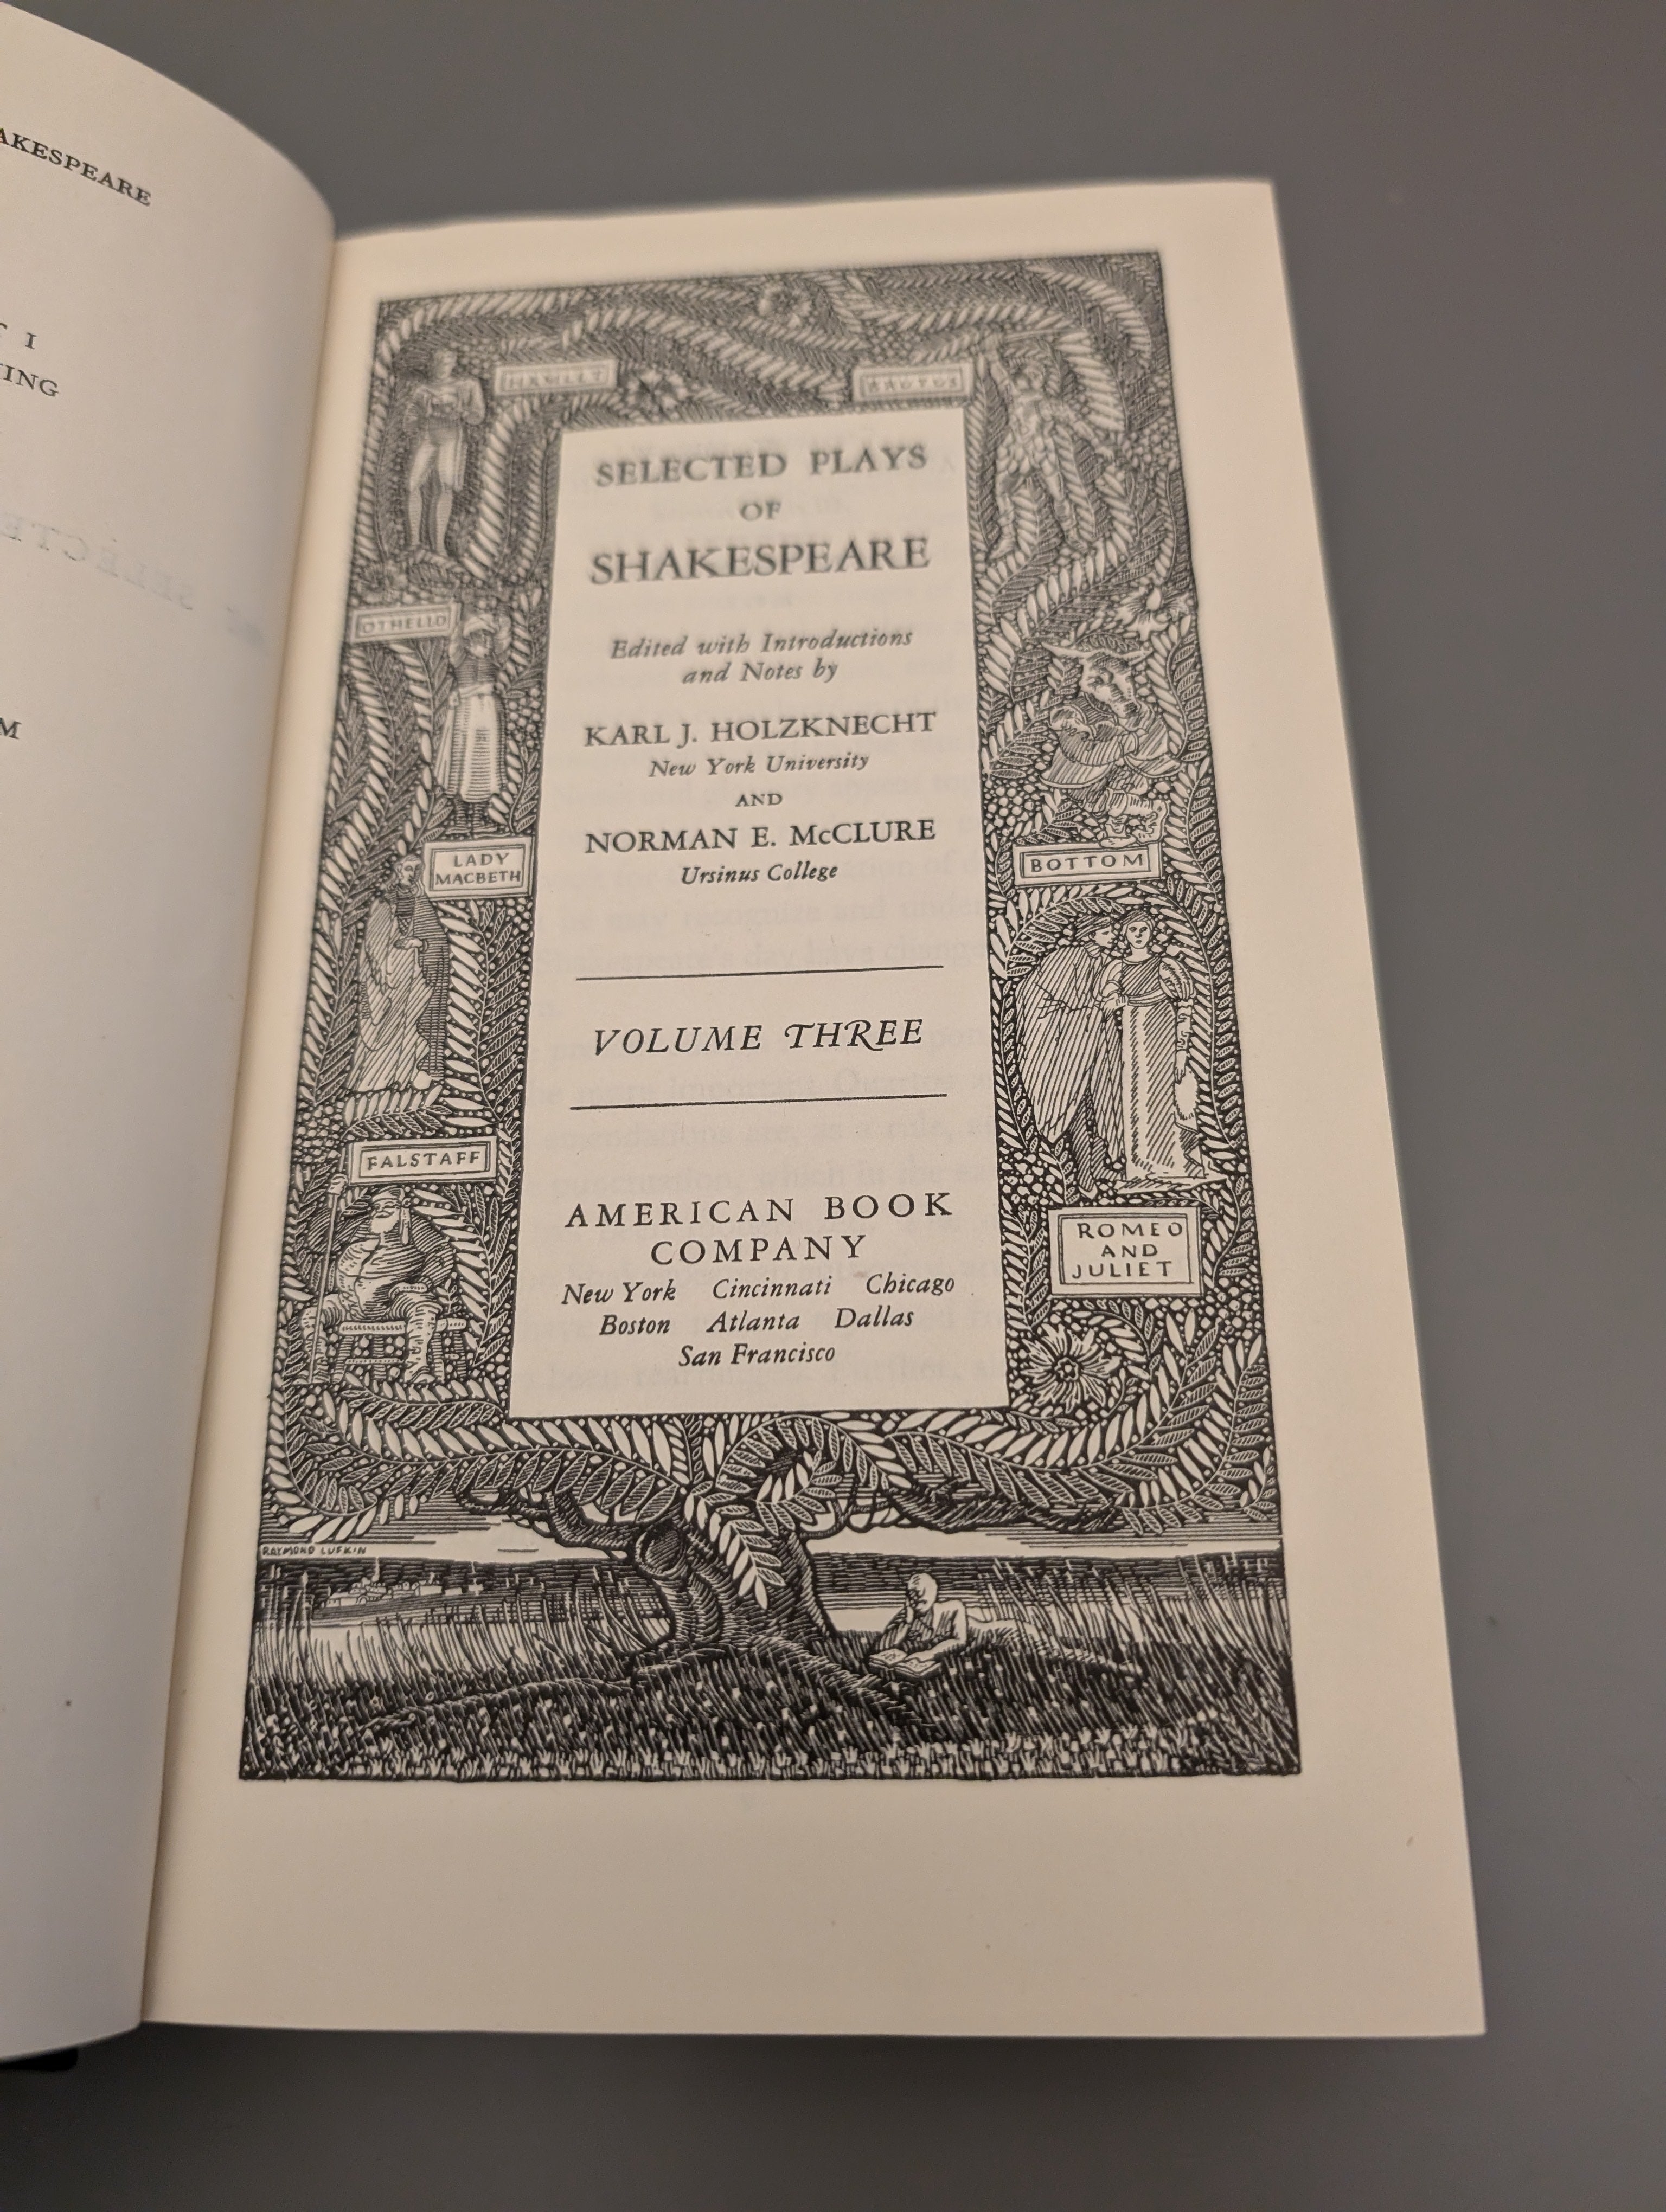 AKESPEARE
I
ING
M
HAMLET
BRUTUS
SELECTED PLAYS
OF
SHAKESPEARE
OTHELLO
Edited with Introductions
and Notes by
KARL J. HOLZKNECHT
New York University
AND
NORMAN E. McCLURE
Ursinus College
LADY
MACBETH
BOTTOM
VOLUME THREE
FALSTAFF
ROMEO
AND
JULIET
AMERICAN BOOK
COMPANY
New York Cincinnati Chicago
Boston Atlanta Dallas
San Francisco
RAYMOND LUFKIN